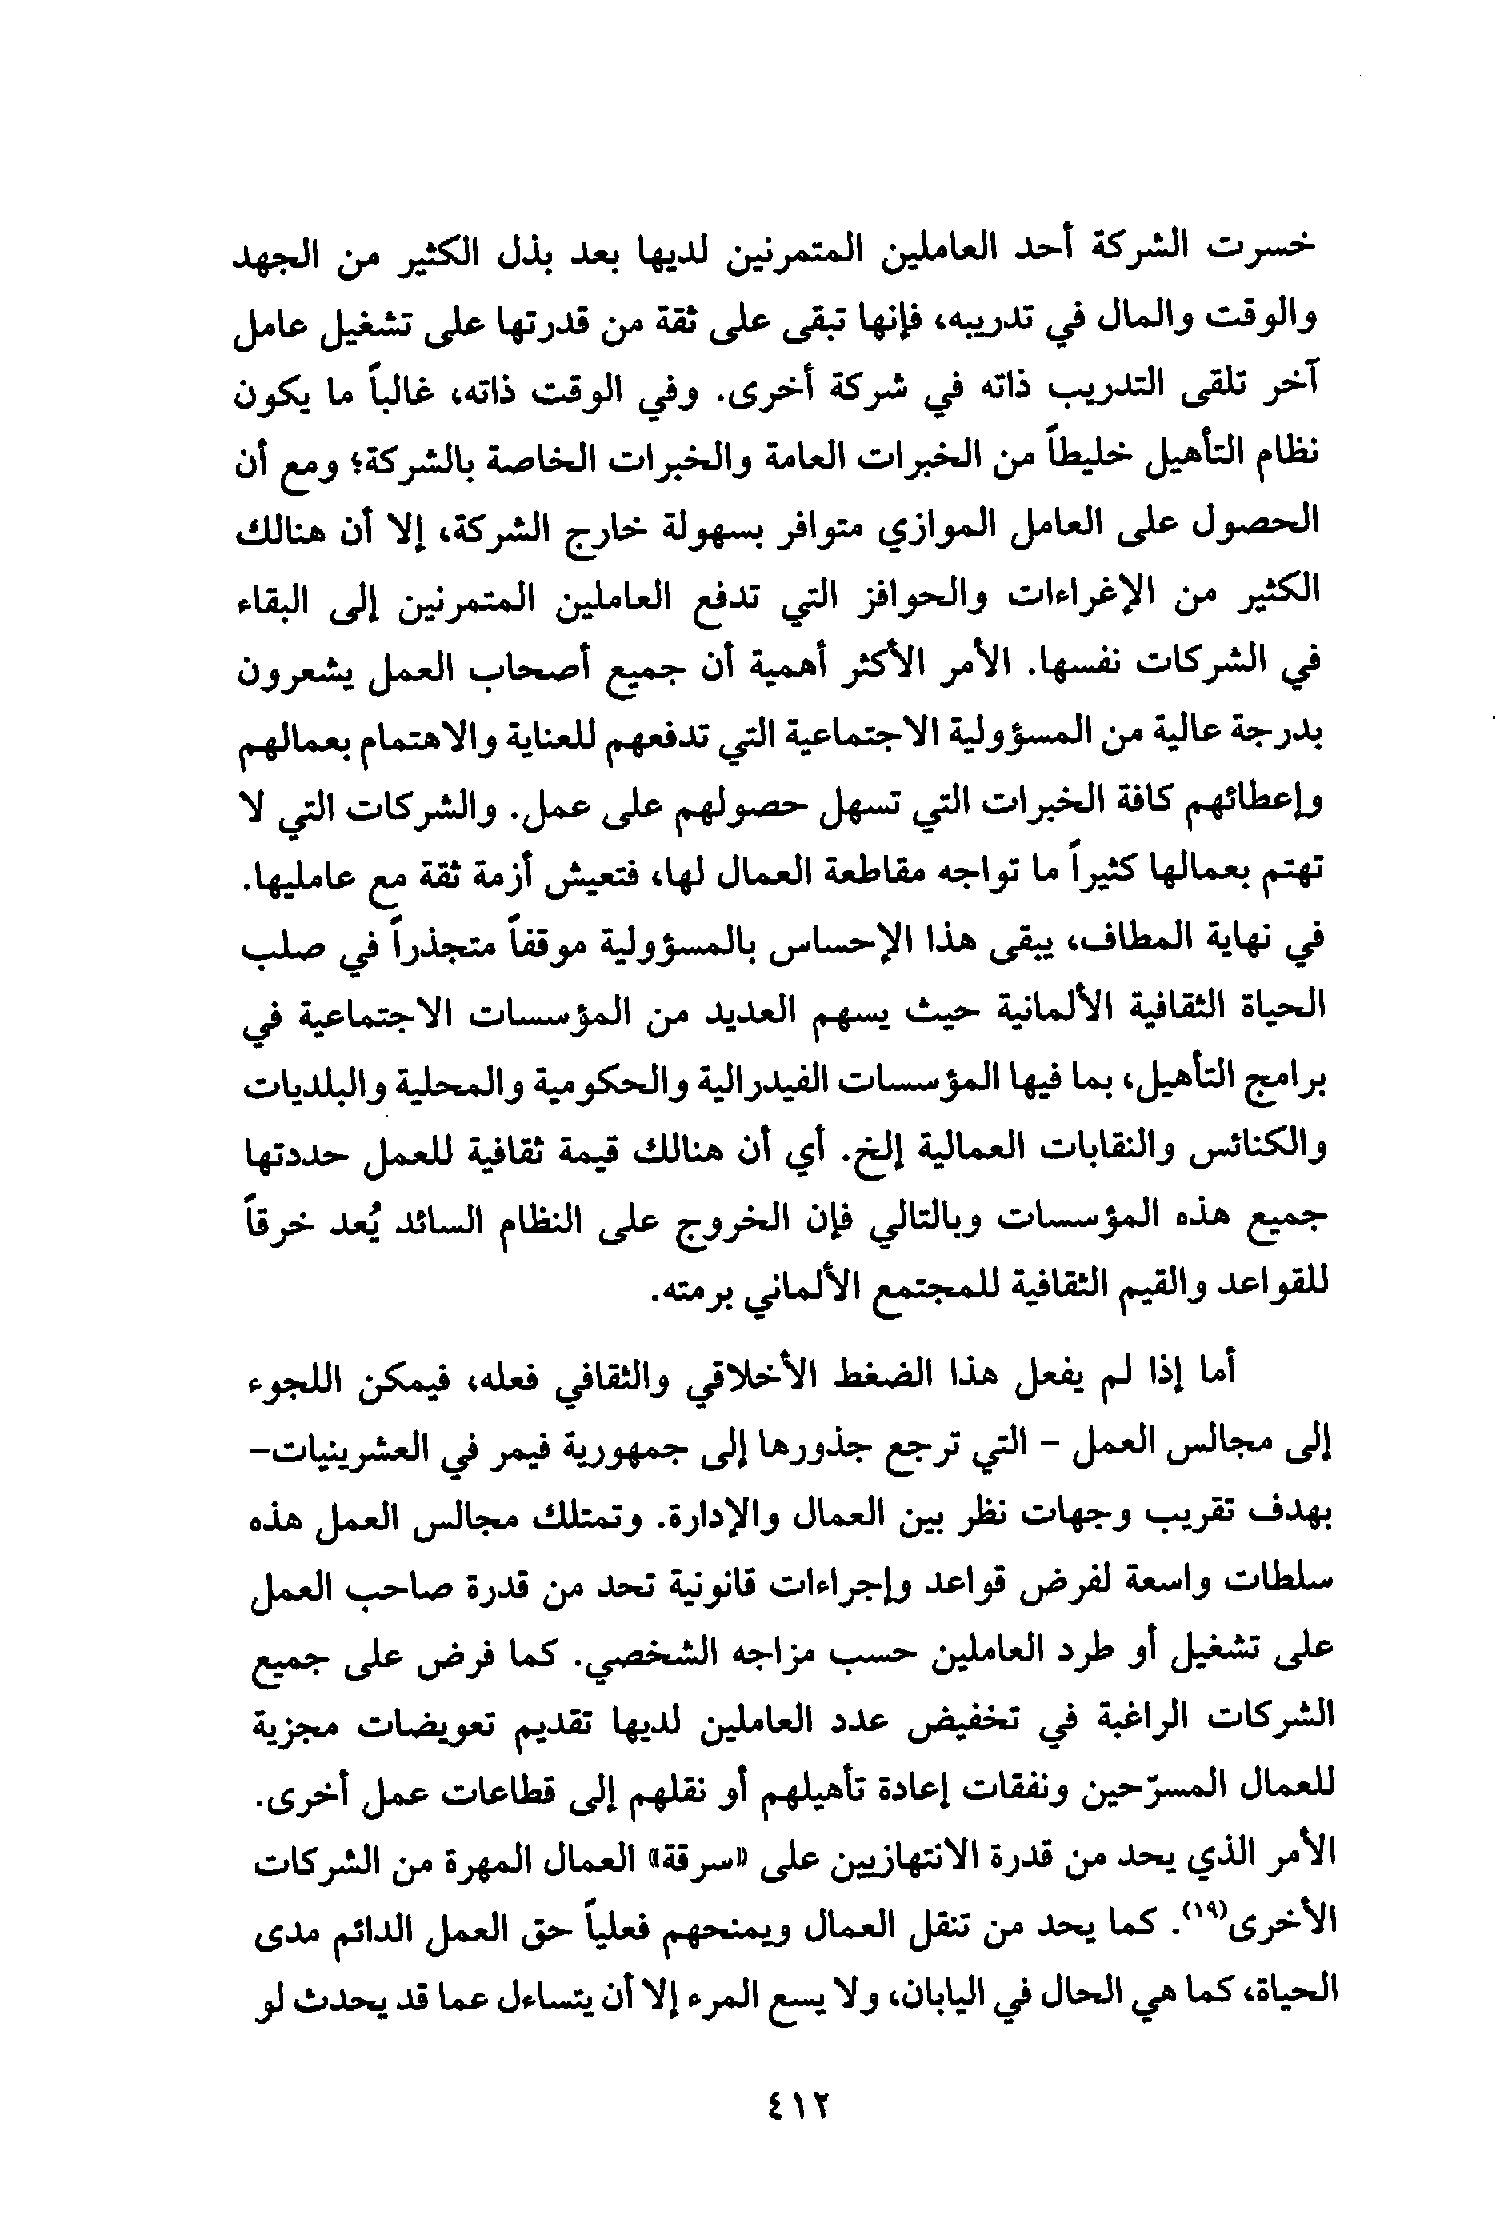 خسرت الشركة أحد العاملين المتمرنين لديها بعد بذل الكثير من الجهد
والوقت والمال في تدريبه، فإنها تبقى على ثقة من قدرتها على تشغيل عامل
آخر تلقى التدريب ذاته في شركة أخرى. وفي الوقت ذاته، غالباً ما يكون
نظام التأهيل خليطاً من الخبرات العامة والخبرات الخاصة بالشركة؛ ومع أن
الحصول على العامل الموازي متوافر بسهولة خارج الشركة، إلا أن هنالك
الكثير من الإغراءات والحوافز التي تدفع العاملين المتمرنين إلى البقاء
في الشركات نفسها. الأمر الأكثر أهمية أن جميع أصحاب العمل يشعرون
بدرجة عالية من المسؤولية الاجتماعية التي تدفعهم للعناية والاهتمام بعمالهم
وإعطائهم كافة الخبرات التي تسهل حصولهم على عمل. والشركات التي لا
تهتم بعمالها كثيراً ما تواجه مقاطعة العمال لها، فتعيش أزمة ثقة مع عامليها.
في نهاية المطاف، يبقى هذا الإحساس بالمسؤولية موقفاً متجذراً في صلب
الحياة الثقافية الألمانية حيث يسهم العديد من المؤسسات الاجتماعية في
برامج التأهيل، بما فيها المؤسسات الفيدرالية والحكومية والمحلية والبلديات
والكنائس والنقابات العمالية إلخ. أي أن هنالك قيمة ثقافية للعمل حددتها
جميع هذه المؤسسات وبالتالي فإن الخروج على النظام السائد يُعد خرقاً
للقواعد والقيم الثقافية للمجتمع الألماني برمته.
أما إذا لم يفعل هذا الضغط الأخلاقي والثقافي فعله، فيمكن اللجوء
إلى مجالس العمل - التي ترجع جذورها إلى جمهورية فيمر في العشرينيات-
بهدف تقريب وجهات نظر بين العمال والإدارة. وتمتلك مجالس العمل هذه
سلطات واسعة لفرض قواعد وإجراءات قانونية تحد من قدرة صاحب العمل
على تشغيل أو طرد العاملين حسب مزاجه الشخصي. كما فرض على جميع
الشركات الراغبة في تخفيض عدد العاملين لديها تقديم تعويضات مجزية
للعمال المسرّحين ونفقات إعادة تأهيلهم أو نقلهم إلى قطاعات عمل أخرى.
الأمر الذي يحد من قدرة الانتهازيين على «سرقة» العمال المهرة من الشركات
الأخرى(١٩). كما يحد من تنقل العمال ويمنحهم فعلياً حق العمل الدائم مدى
الحياة، كما هي الحال في اليابان، ولا يسع المرء إلا أن يتساءل عما قد يحدث لو
٤١٢